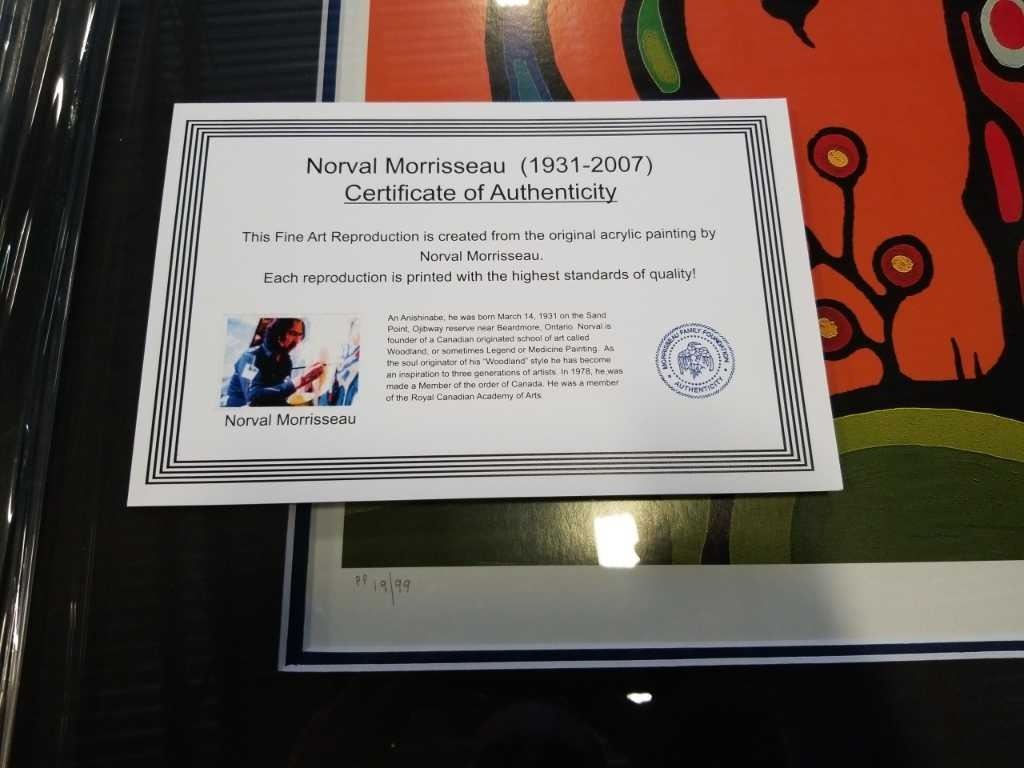 Norval Morrisseau (1931-2007)
Certificate of Authenticity
This Fine Art Reproduction is created from the original acrylic painting by
Norval Morrisseau.
Each reproduction is printed with the highest standards of quality!
An Anishinabe, he was born March 14, 1931 on the Sand
Point, Ojibway reserve near Beardmore, Ontario. Norval is
founder of a Canadian originated school of art called
Woodland, or sometimes Legend or Medicine Painting. As
the soul originator of his "Woodland" style he has become
an inspiration to three generations of artists. In 1978, he was
made a Member of the order of Canada. He was a member
of the Royal Canadian Academy of Arts.
Norval Morrisseau
MORRISSEAU FAMILY FOUNDATION
AUTHENTICITY
PP 19/99